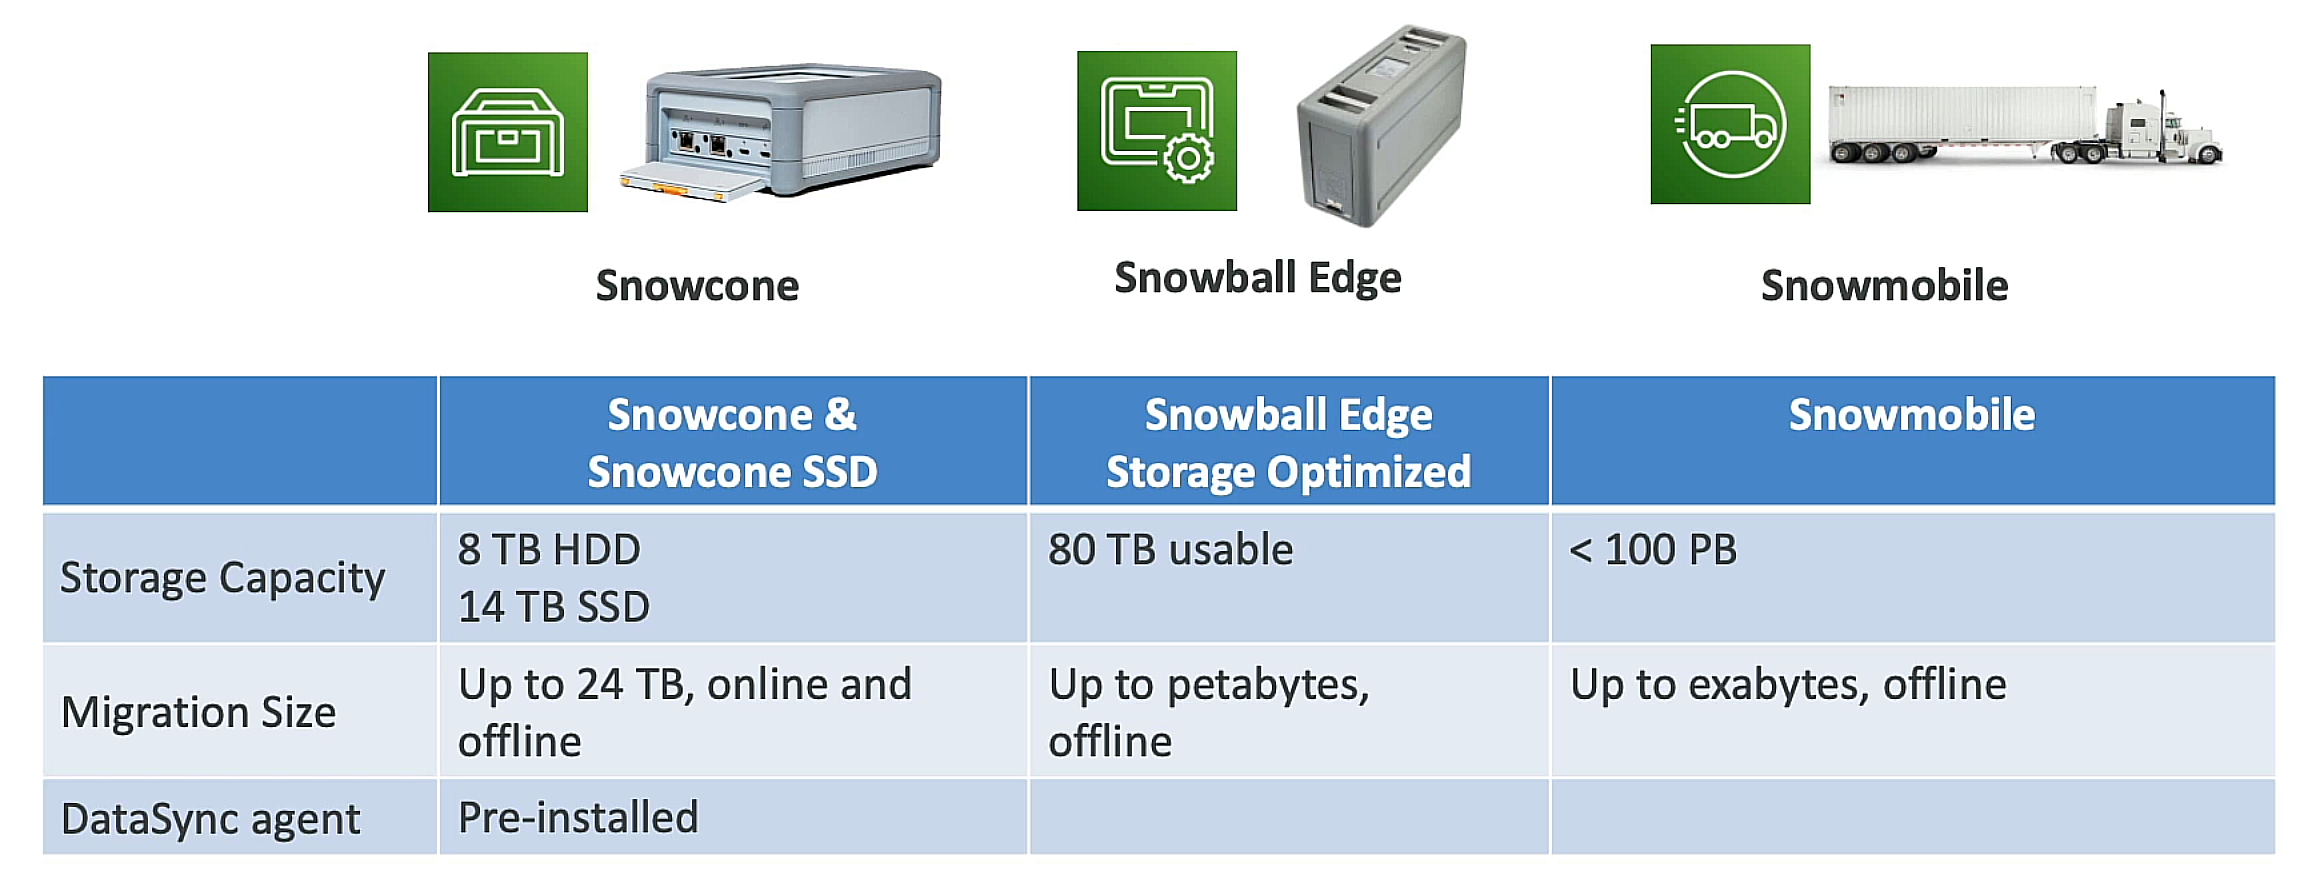 Snowcone
Snowball Edge
Snowmobile
Snowcone &
Snowcone SSD
Snowball Edge
Storage Optimized
Snowmobile
Storage Capacity
8 TB HDD
14 TB SSD
80 TB usable
< 100 PB
Migration Size
Up to 24 TB, online and
offline
Up to petabytes,
offline
Up to exabytes, offline
DataSync agent
Pre-installed